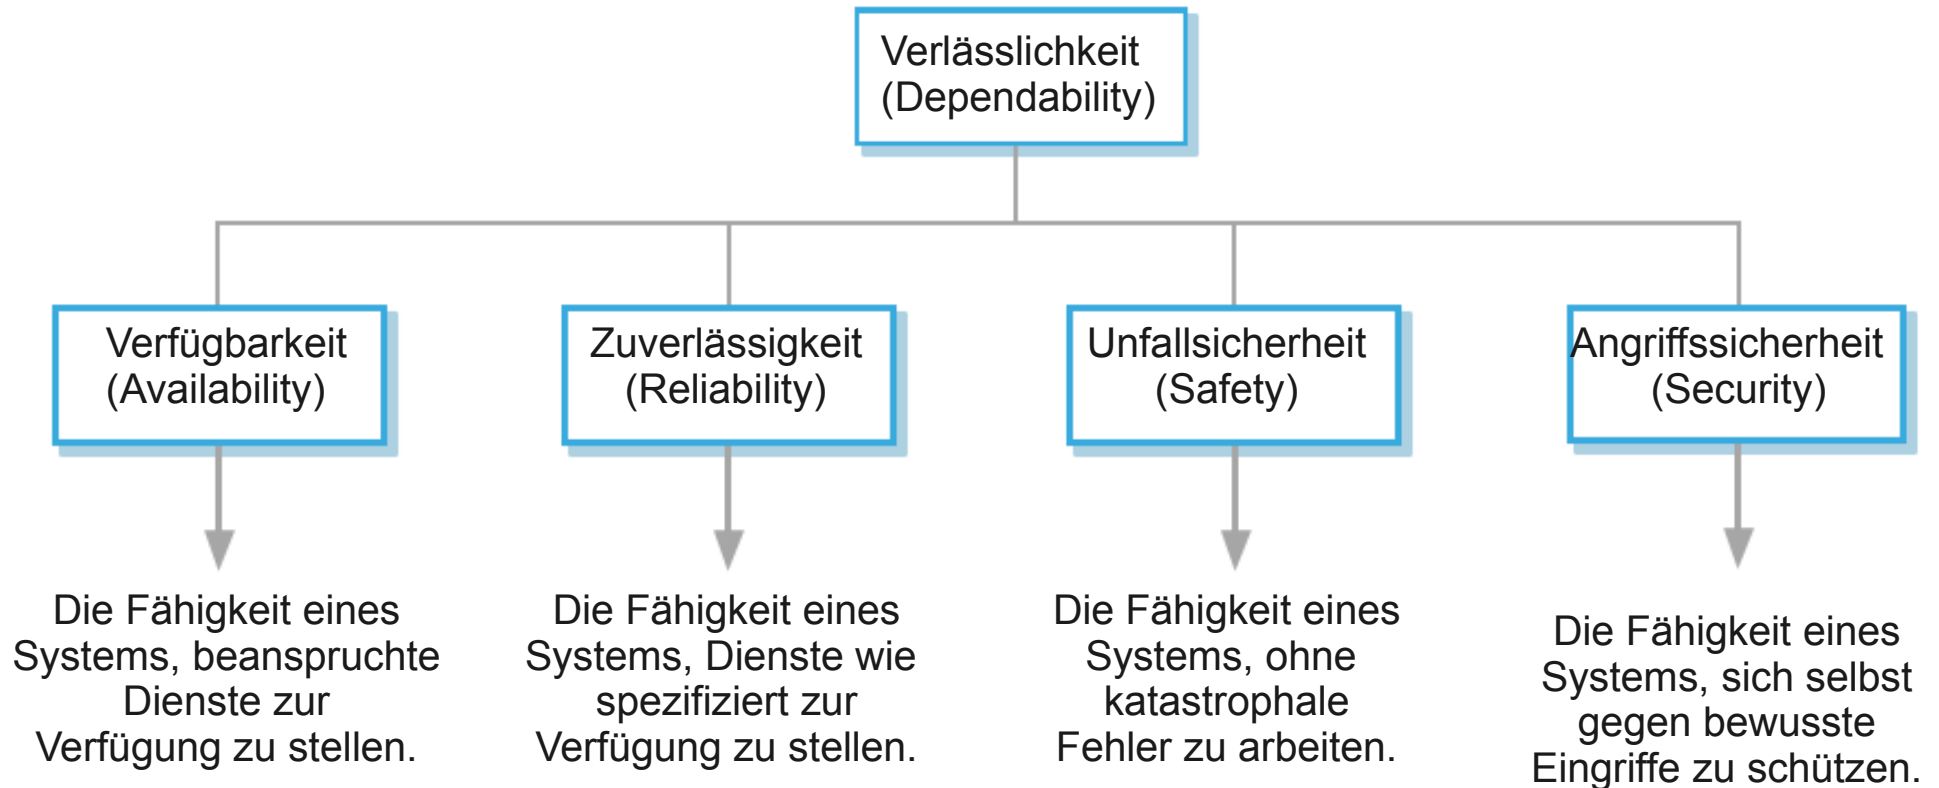 Verlässlichkeit
(Dependability)
Verfügbarkeit
(Availability)
Zuverlässigkeit
(Reliability)
Unfallsicherheit
(Safety)
Angriffssicherheit
(Security)
Die Fähigkeit eines
Systems, beanspruchte
Dienste zur
Verfügung zu stellen.
Die Fähigkeit eines
Systems, Dienste wie
spezifiziert zur
Verfügung zu stellen.
Die Fähigkeit eines
Systems, ohne
katastrophale
Fehler zu arbeiten.
Die Fähigkeit eines
Systems, sich selbst
gegen bewusste
Eingriffe zu schützen.